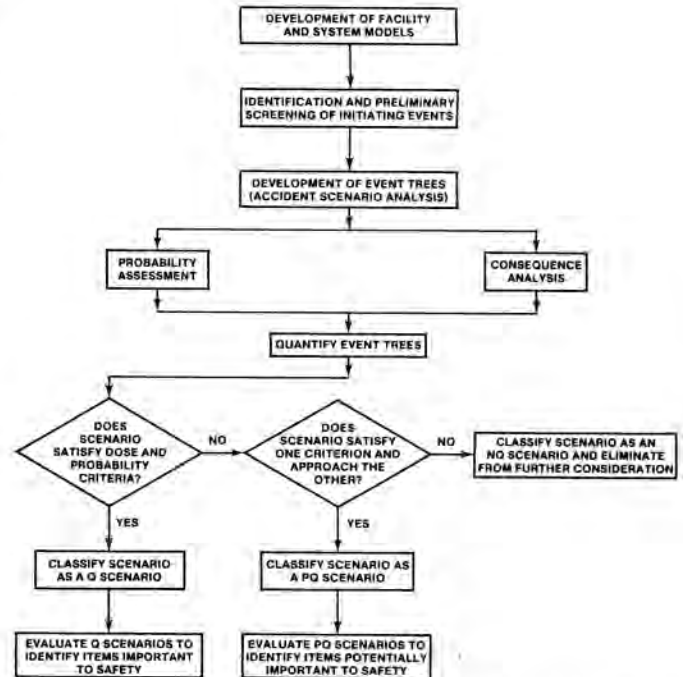 DEVELOPMENT OF FACILITY
AND SYSTEM MODELS
IDENTIFICATION AND PRELIMINARY
SCREENING OF INITIATING EVENTS
DEVELOPMENT OF EVENT TREES
(ACCIDENT SCENARIO ANALYSIS)
PROBABILITY
ASSESSMENT
CONSEQUENCE
ANALYSIS
QUANTIFY EVENT TREES
DOES
SCENARIO
SATISFY DOSE AND
PROBABILITY
CRITERIA?
NO
DOES
SCENARIO SATISFY
ONE CRITERION AND
APPROACH THE
OTHER?
NO
CLASSIFY SCENARIO AS AN
NQ SCENARIO AND ELIMINATE
FROM FURTHER CONSIDERATION
YES
YES
CLASSIFY SCENARIO
AS A Q SCENARIO
CLASSIFY SCENARIO AS
A PQ SCENARIO
EVALUATE Q SCENARIOS TO
IDENTIFY ITEMS IMPORTANT
TO SAFETY
EVALUATE PQ SCENARIOS TO
IDENTIFY ITEMS POTENTIALLY
IMPORTANT TO SAFETY